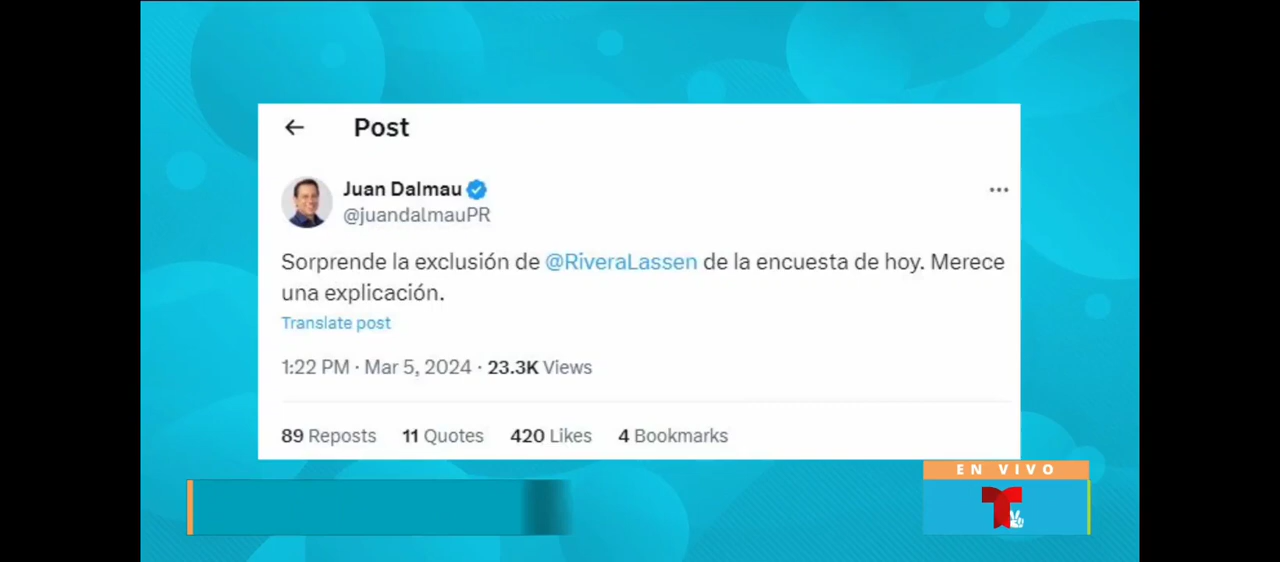 Post
Juan Dalmau
@juandalmauPR
Sorprende la exclusión de @RiveraLassen de la encuesta de hoy. Merece
una explicación.
Translate post
1:22 PM · Mar 5, 2024 · 23.3K Views
89 Reposts 11 Quotes 420 Likes 4 Bookmarks
EN VIVO